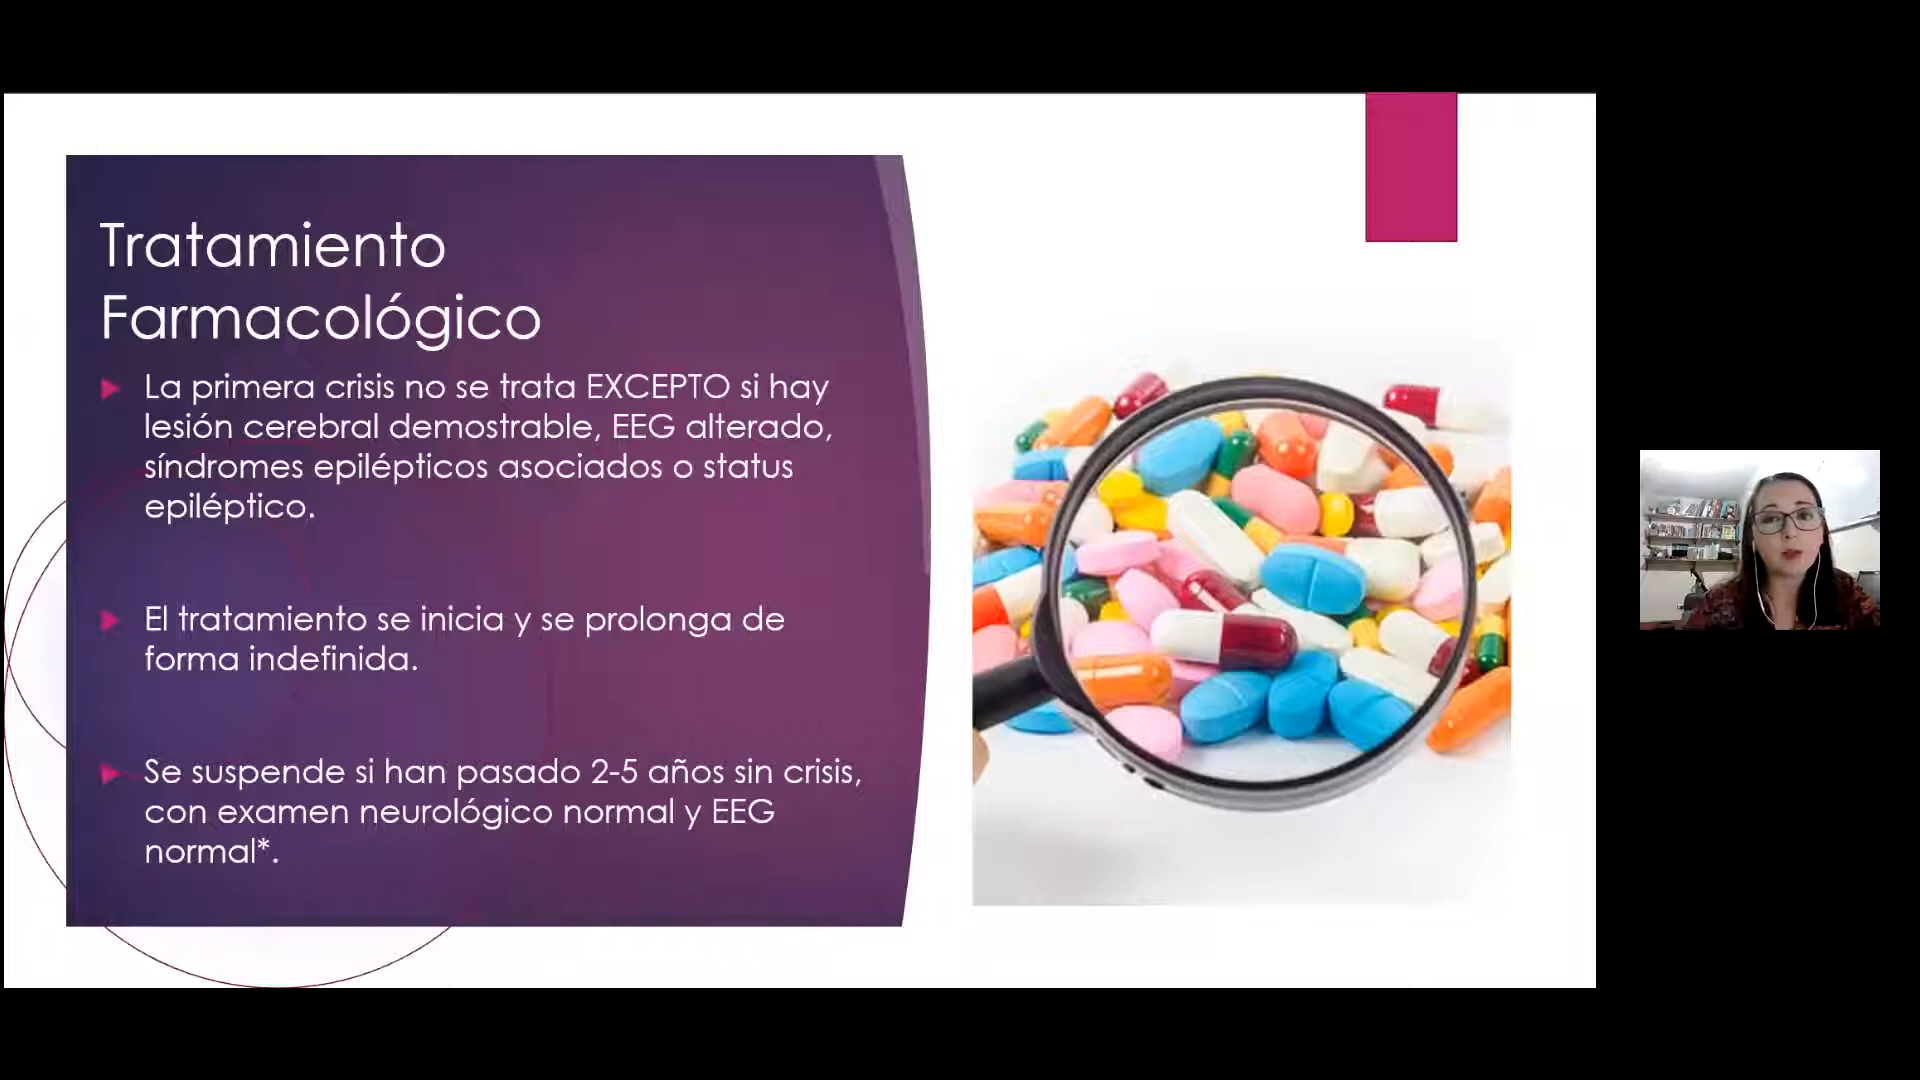 Tratamiento
Farmacológico
La primera crisis no se trata EXCEPTO si hay
lesión cerebral demostrable, EEG alterado,
síndromes epilépticos asociados o status
epiléptico.
El tratamiento se inicia y se prolonga de
forma indefinida.
Se suspende si han pasado 2-5 años sin crisis,
con examen neurológico normal y EEG
normal*.